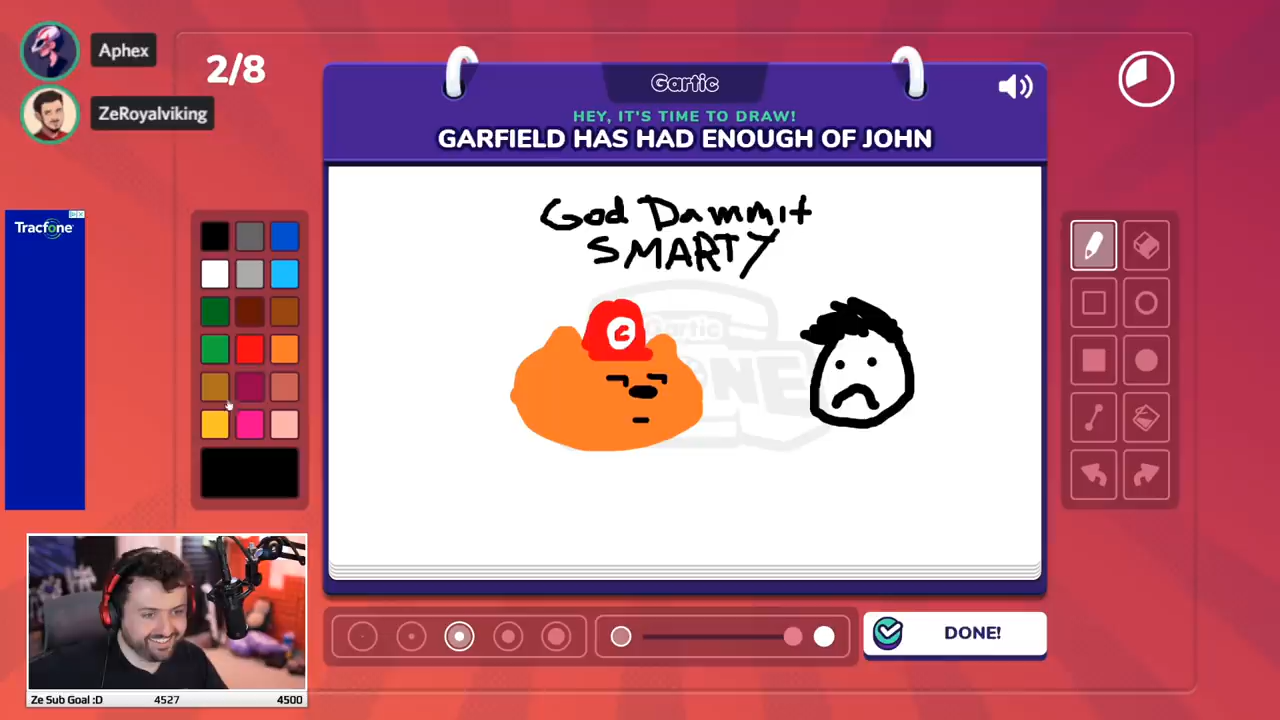 Aphex
ZeRoyalviking
2/8
Gartic
HEY, IT'S TIME TO DRAW!
GARFIELD HAS HAD ENOUGH OF JOHN
God Dammit
SMARTY
C
Gartic
Tracfone
DONE!
Ze Sub Goal :D 4527 4500